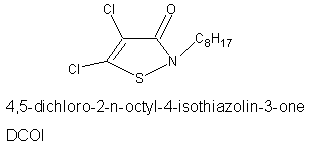 Cl
O
Cl
N
C8H17
S
4,5-dichloro-2-n-octyl-4-isothiazolin-3-one
DCOI